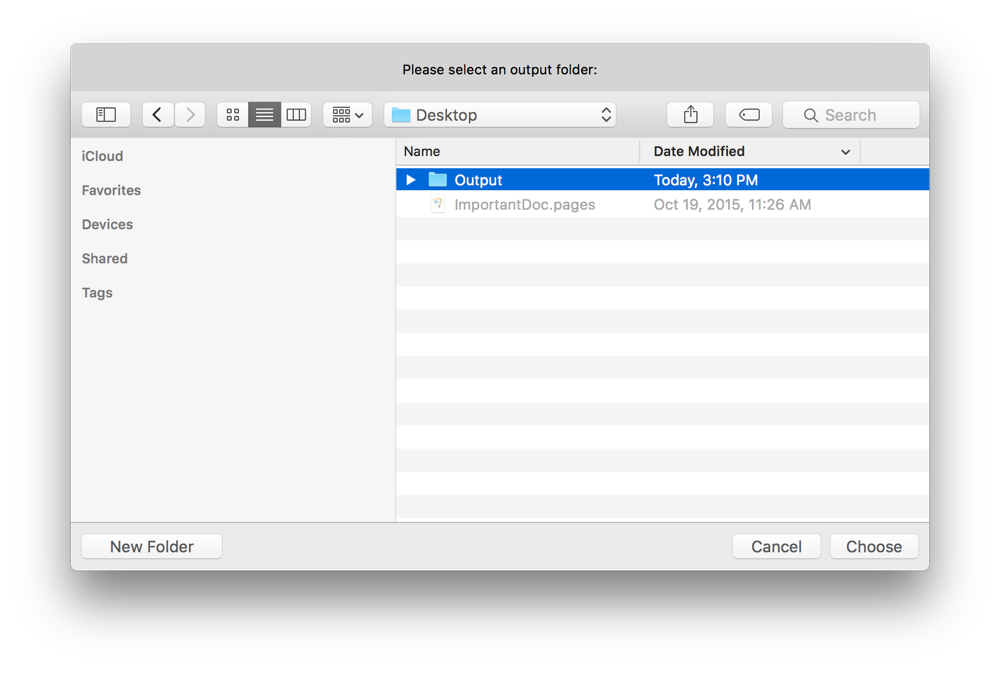 Please select an output folder:
Desktop
Search
iCloud
Favorites
Devices
Shared
Tags
Name Date Modified
Output Today, 3:10 PM
ImportantDoc.pages Oct 19, 2015, 11:26 AM
New Folder Cancel Choose